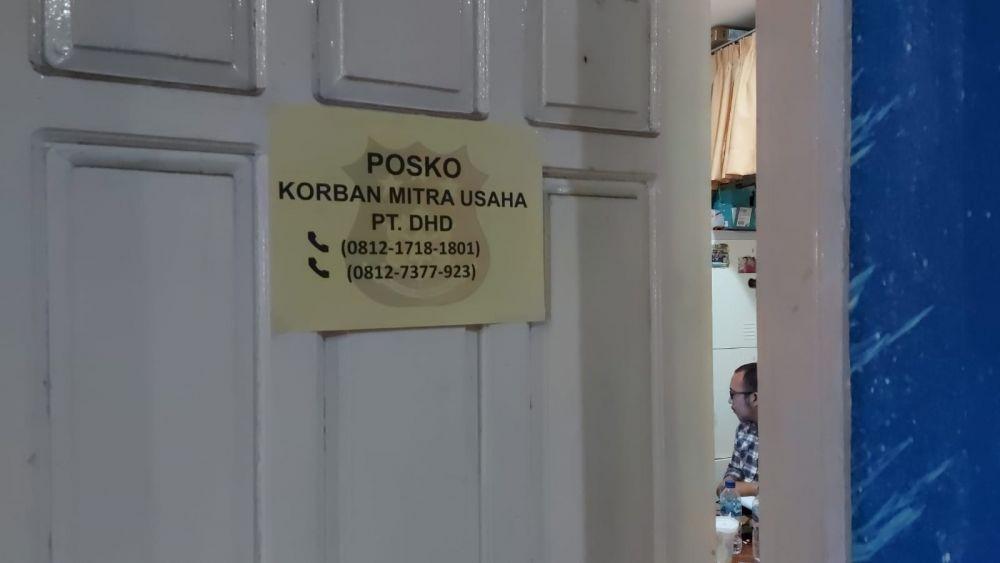 POSKO
KORBAN MITRA USAHA
PT. DHD
(0812-1718-1801)
(0812-7377-923)